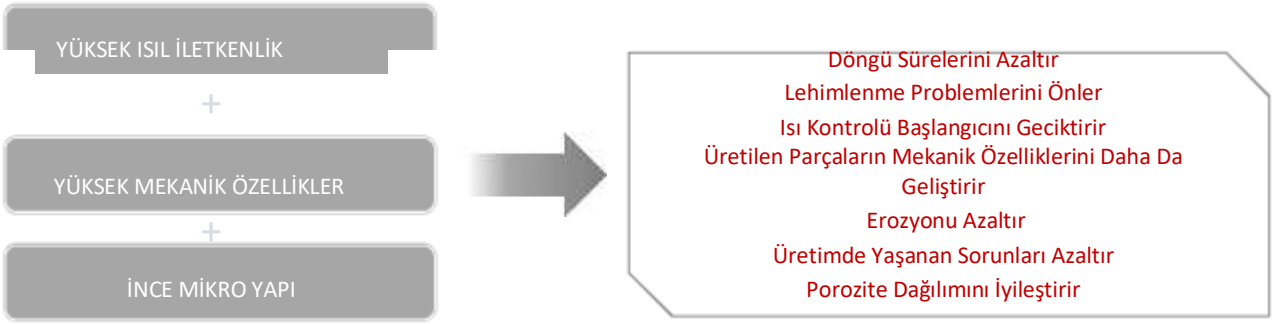 YÜKSEK ISIL İLETKENLİK
+
YÜKSEK MEKANİK ÖZELLİKLER
+
İNCE MİKRO YAPI
Döngü Sürelerini Azaltır
Lehimlenme Problemlerini Önler
Isı Kontrolü Başlangıcını Geciktirir
Üretilen Parçaların Mekanik Özelliklerini Daha Da
Geliştirir
Erozyonu Azaltır
Üretimde Yaşanan Sorunları Azaltır
Porozite Dağılımını İyileştirir